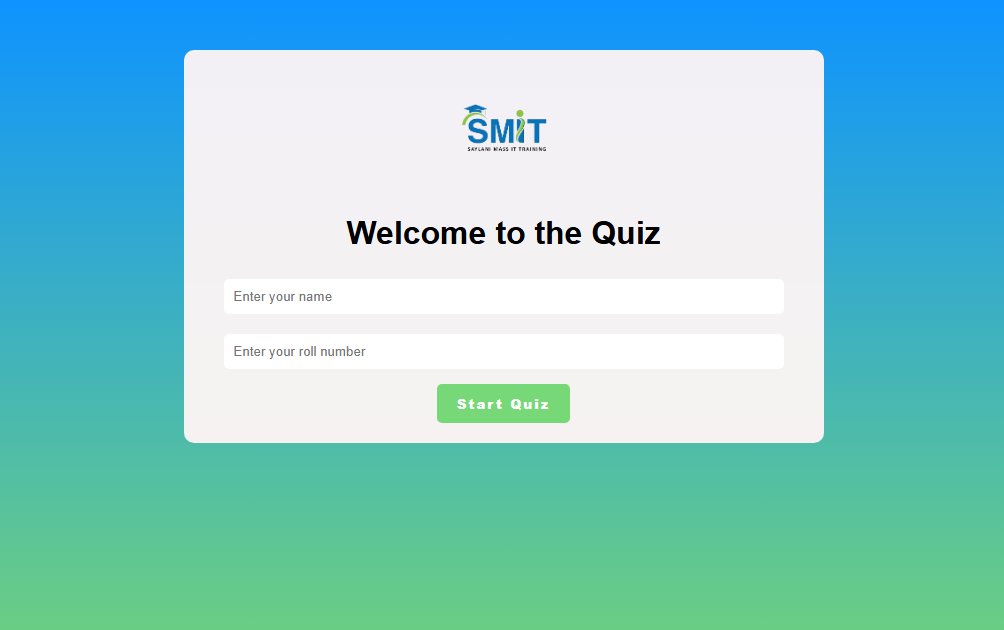 SMiT
SAYLANI MASS IT TRAINING
Welcome to the Quiz
Enter your name
Enter your roll number
Start Quiz